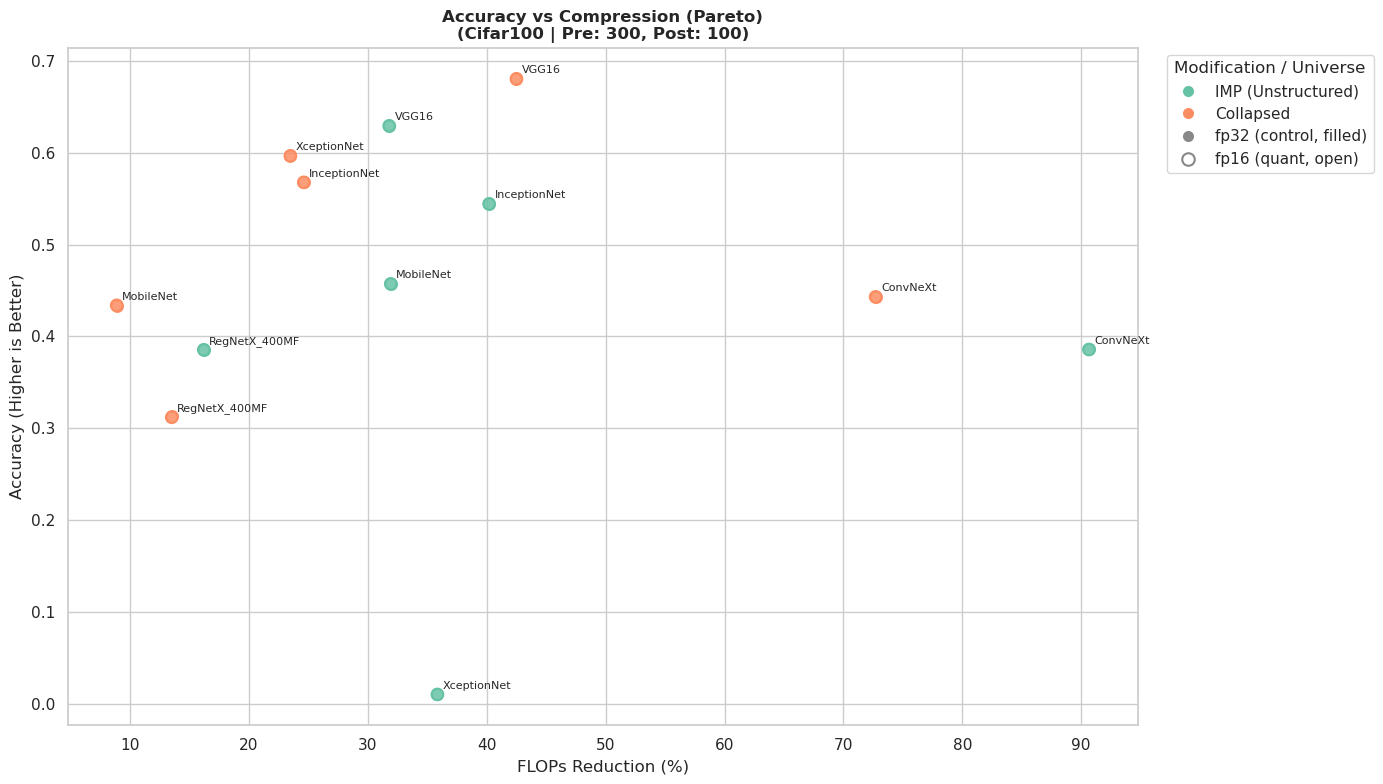 Accuracy vs Compression (Pareto)
(Cifar100 | Pre: 300, Post: 100)
Modification / Universe
IMP (Unstructured)
Collapsed
fp32 (control, filled)
fp16 (quant, open)
Accuracy (Higher is Better)
0.7
0.6
0.5
0.4
0.3
0.2
0.1
0.0
VGG16
VGG16
XceptionNet
InceptionNet
InceptionNet
MobileNet
ConvNeXt
MobileNet
RegNetX_400MF
ConvNeXt
RegNetX_400MF
XceptionNet
10
20
30
40
50
60
70
80
90
FLOPs Reduction (%)